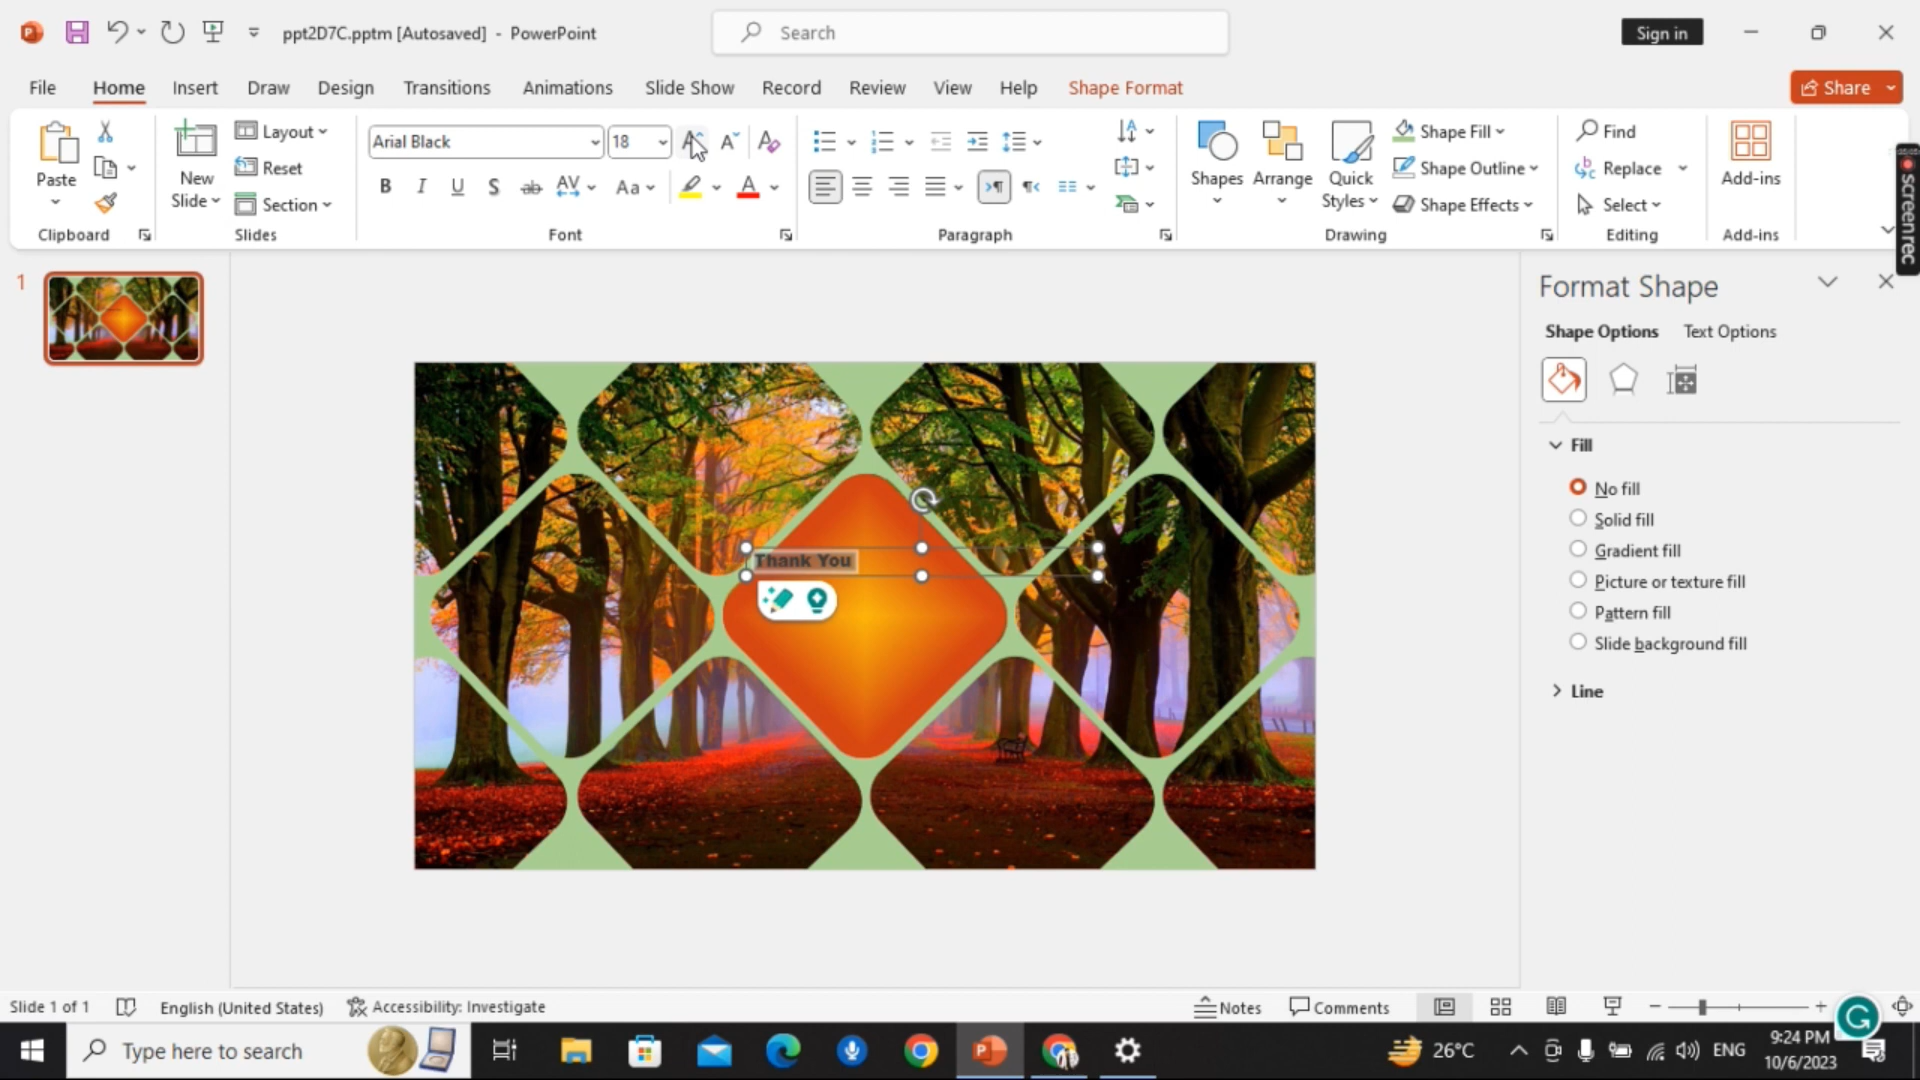 ppt2D7C.pptm [Autosaved] - PowerPoint
Search
Sign in
File Home Insert Draw Design Transitions Animations Slide Show Record Review View Help Shape Format
Share
Paste
Clipboard
New Slide
Layout
Reset
Section
Slides
Arial Black 18
B I U S ab AV Aa A
Font
Paragraph
Shapes
Arrange
Quick Styles
Shape Fill
Shape Outline
Shape Effects
Drawing
Find
Replace
Select
Editing
Add-ins
Add-ins
screenrec
1
Thank You
Format Shape
Shape Options Text Options
Fill
No fill
Solid fill
Gradient fill
Picture or texture fill
Pattern fill
Slide background fill
Line
Slide 1 of 1 English (United States) Accessibility: Investigate Notes Comments
Type here to search
26°C
ENG
9:24 PM
10/6/2023